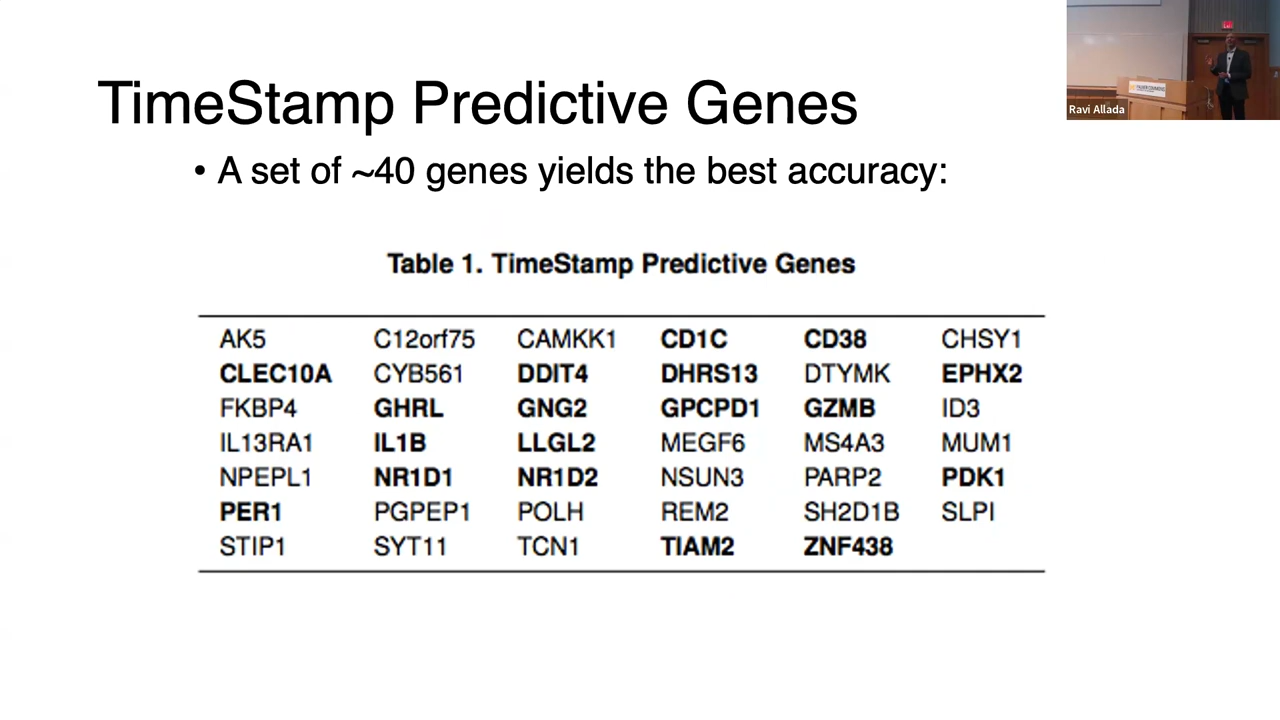 TimeStamp Predictive Genes
• A set of ~40 genes yields the best accuracy:
Table 1. TimeStamp Predictive Genes
AK5 C12orf75 CAMKK1 CD1C CD38 CHSY1
CLEC10A CYB561 DDIT4 DHRS13 DTYMK EPHX2
FKBP4 GHRL GNG2 GPCPD1 GZMB ID3
IL13RA1 IL1B LLGL2 MEGF6 MS4A3 MUM1
NPEPL1 NR1D1 NR1D2 NSUN3 PARP2 PDK1
PER1 PGPEP1 POLH REM2 SH2D1B SLPI
STIP1 SYT11 TCN1 TIAM2 ZNF438
Ravi Allada